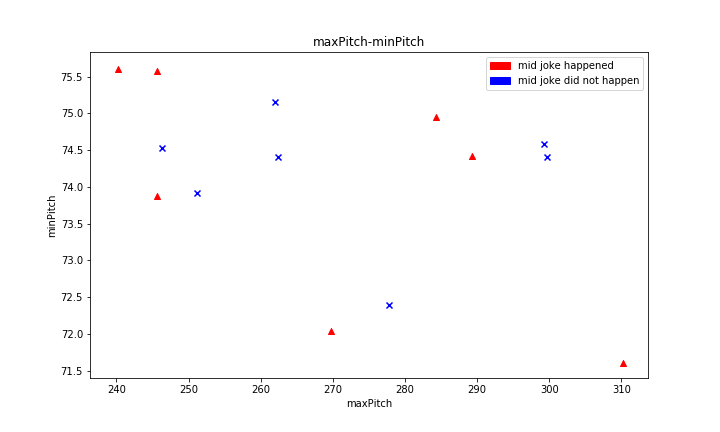 maxPitch-minPitch
mid joke happened
mid joke did not happen
75.5
75.0
74.5
74.0
73.5
73.0
72.5
72.0
71.5
minPitch
240 250 260 270 280 290 300 310
maxPitch